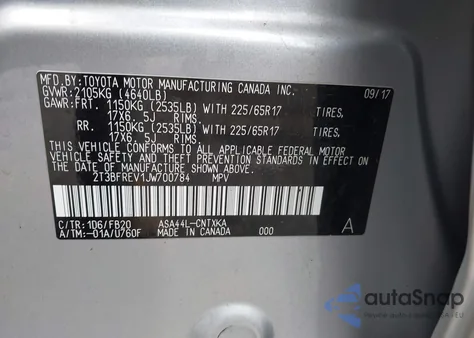 MFD.BY:TOYOTA MOTOR MANUFACTURING CANADA INC. 09/17
GVWR:2105KG (4640LB)
GAWR:FRT. 1150KG (2535LB) WITH 225/65R17 TIRES,
17X6. 5J RIMS.
RR. 1150KG (2535LB) WITH 225/65R17 TIRES,
17X6. 5J RIMS.
THIS VEHICLE CONFORMS TO ALL APPLICABLE FEDERAL MOTOR
VEHICLE SAFETY AND THEFT PREVENTION STANDARDS IN EFFECT ON
THE DATE OF MANUFACTURE SHOWN ABOVE.
2T3BFREV1JW700784 MPV
C/TR:1D6/FB20 ASA44L-CNTXKA
A/TM:-01A/U760F MADE IN CANADA 000 A
autoSnap